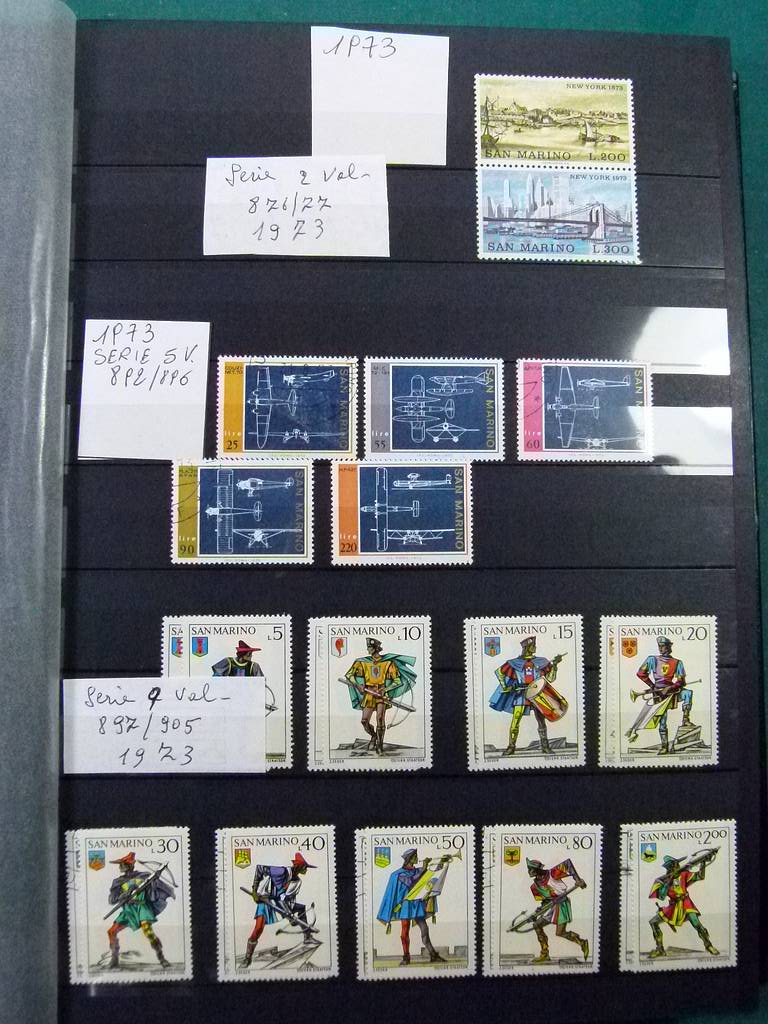 1973
NEW YORK 1673
SAN MARINO L.200
Serie 2 Val-
876/77
1973
NEW YORK 1973
SAN MARINO L.300
1973
SERIE 5 V.
892/896
SAN MARINO
lire
25
SAN MARINO
lire
55
SAN MARINO
lire
60
SAN MARINO
lire
90
SAN MARINO
lire
220
SAN MARINO L.5
SAN MARINO L.10
SAN MARINO L.15
SAN MARINO L.20
Serie 9 Val-
897/905
1973
SAN MARINO L.30
SAN MARINO L.40
SAN MARINO L.50
SAN MARINO L.80
SAN MARINO L.200